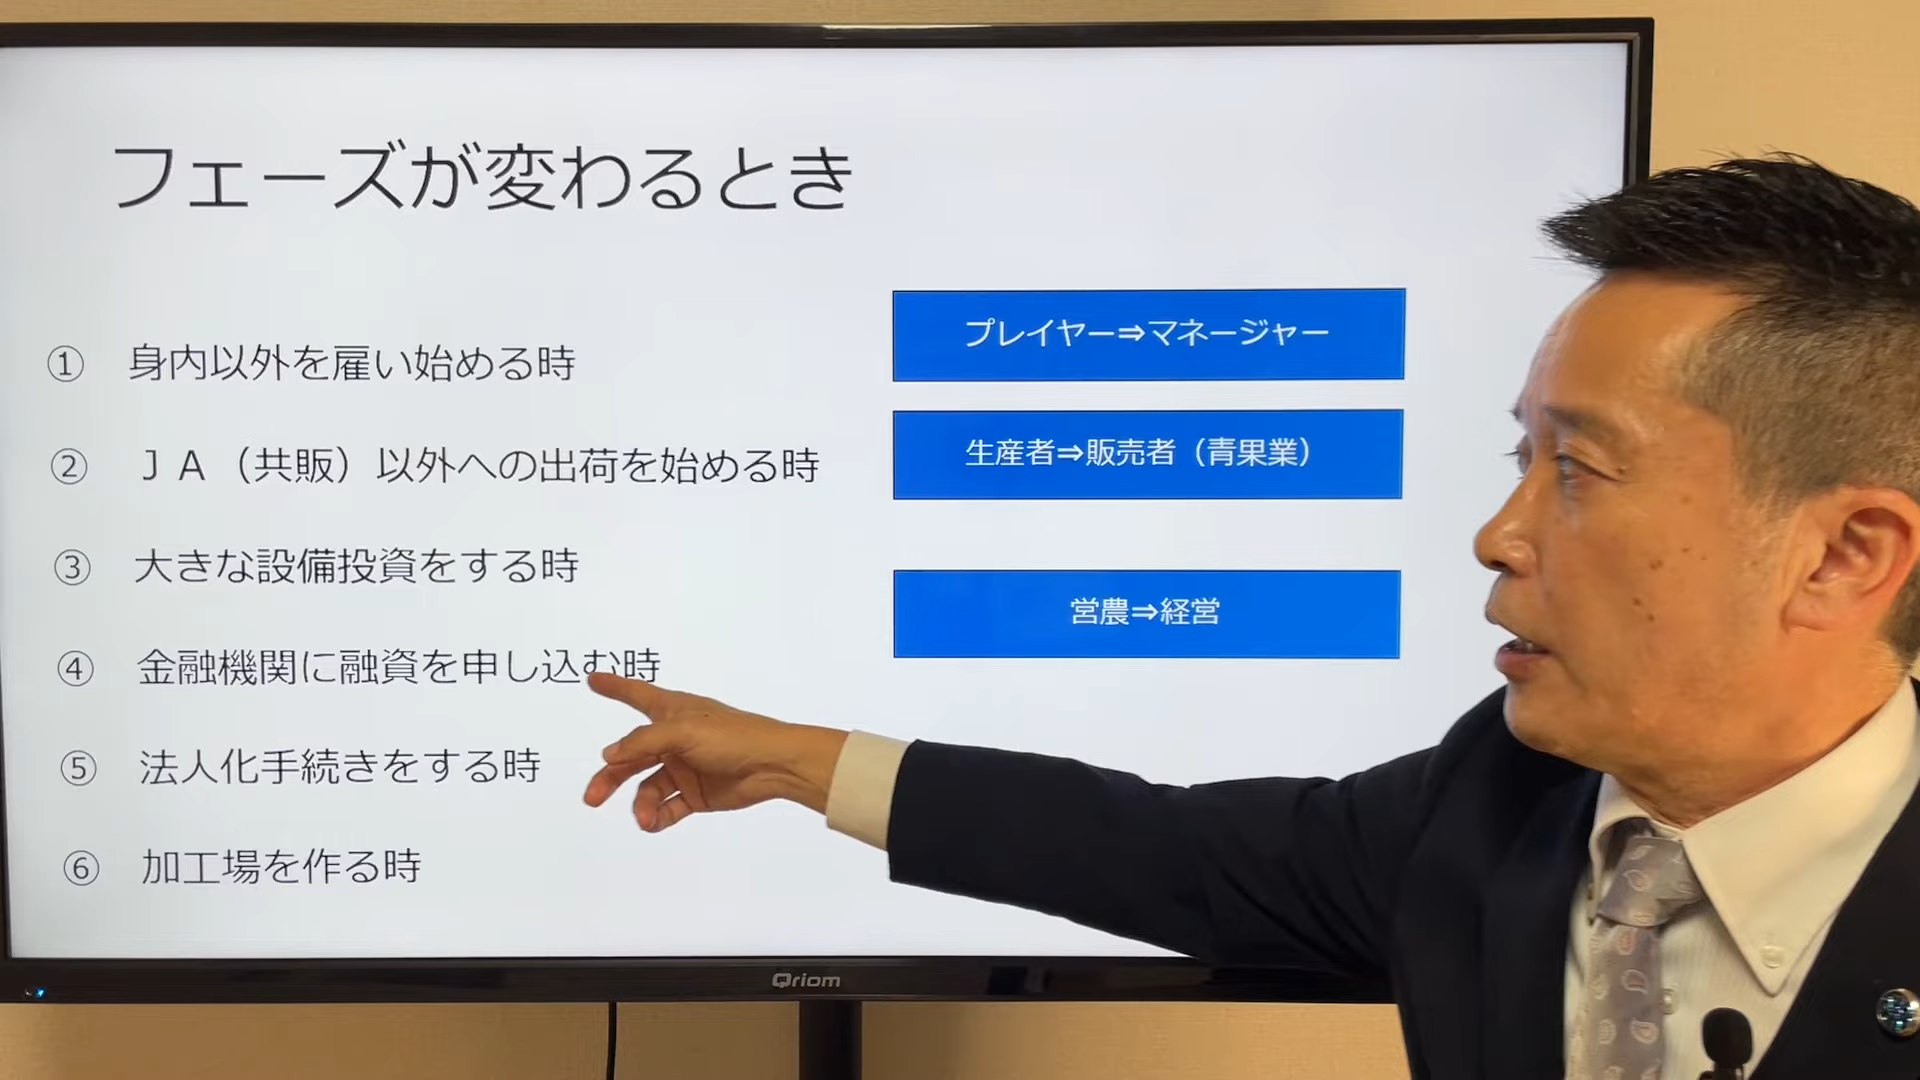 フェーズが変わるとき
① 身内以外を雇い始める時
プレイヤー⇒マネージャー
② ＪＡ（共販）以外への出荷を始める時
生産者⇒販売者（青果業）
③ 大きな設備投資をする時
営農⇒経営
④ 金融機関に融資を申し込む時
⑤ 法人化手続きをする時
⑥ 加工場を作る時
Qriom